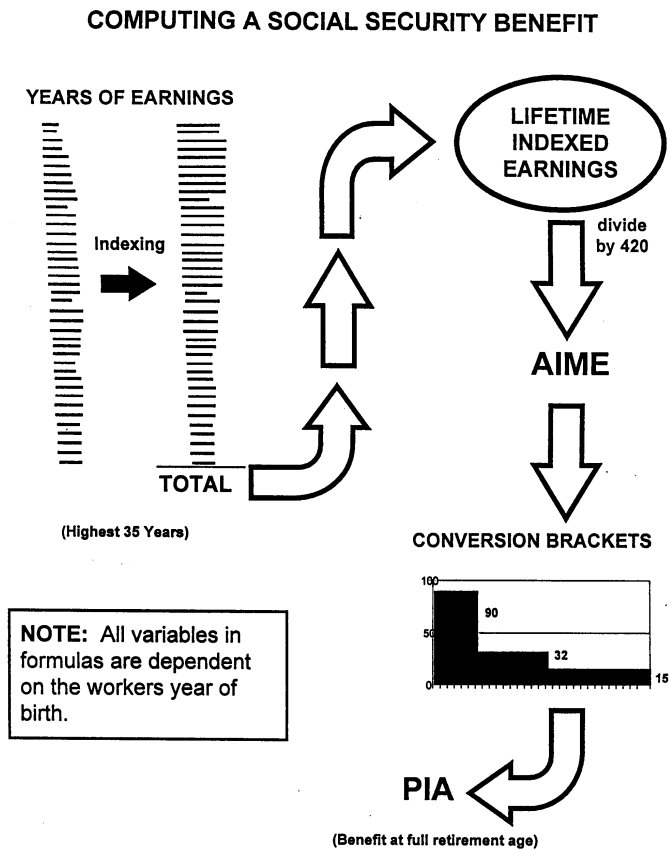 COMPUTING A SOCIAL SECURITY BENEFIT
YEARS OF EARNINGS
Indexing
TOTAL
(Highest 35 Years)
LIFETIME
INDEXED
EARNINGS
divide
by 420
AIME
CONVERSION BRACKETS
100
90
50
32
0
15
PIA
(Benefit at full retirement age)
NOTE: All variables in
formulas are dependent
on the workers year of
birth.